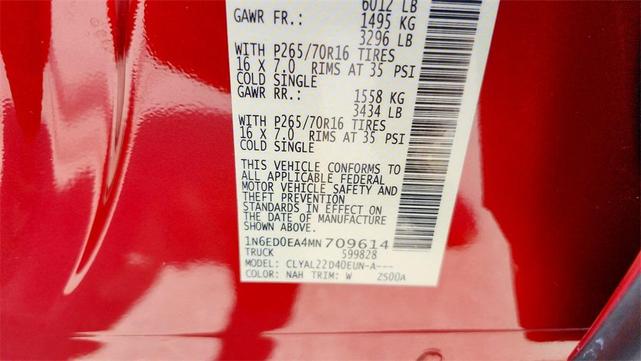 6012 LB
GAWR FR.: 1495 KG
3296 LB
WITH P265/70R16 TIRES
16 X 7.0 RIMS AT 35 PSI
COLD SINGLE
GAWR RR.: 1558 KG
3434 LB
WITH P265/70R16 TIRES
16 X 7.0 RIMS AT 35 PSI
COLD SINGLE
THIS VEHICLE CONFORMS TO
ALL APPLICABLE FEDERAL
MOTOR VEHICLE SAFETY AND
THEFT PREVENTION
STANDARDS IN EFFECT ON
THE DATE OF MANUFACTURE
SHOWN ABOVE.
1N6ED0EA4MN709614
TRUCK 599828
MODEL: CLYAL22D40EUN-A---
COLOR: NAH TRIM: W 2500A